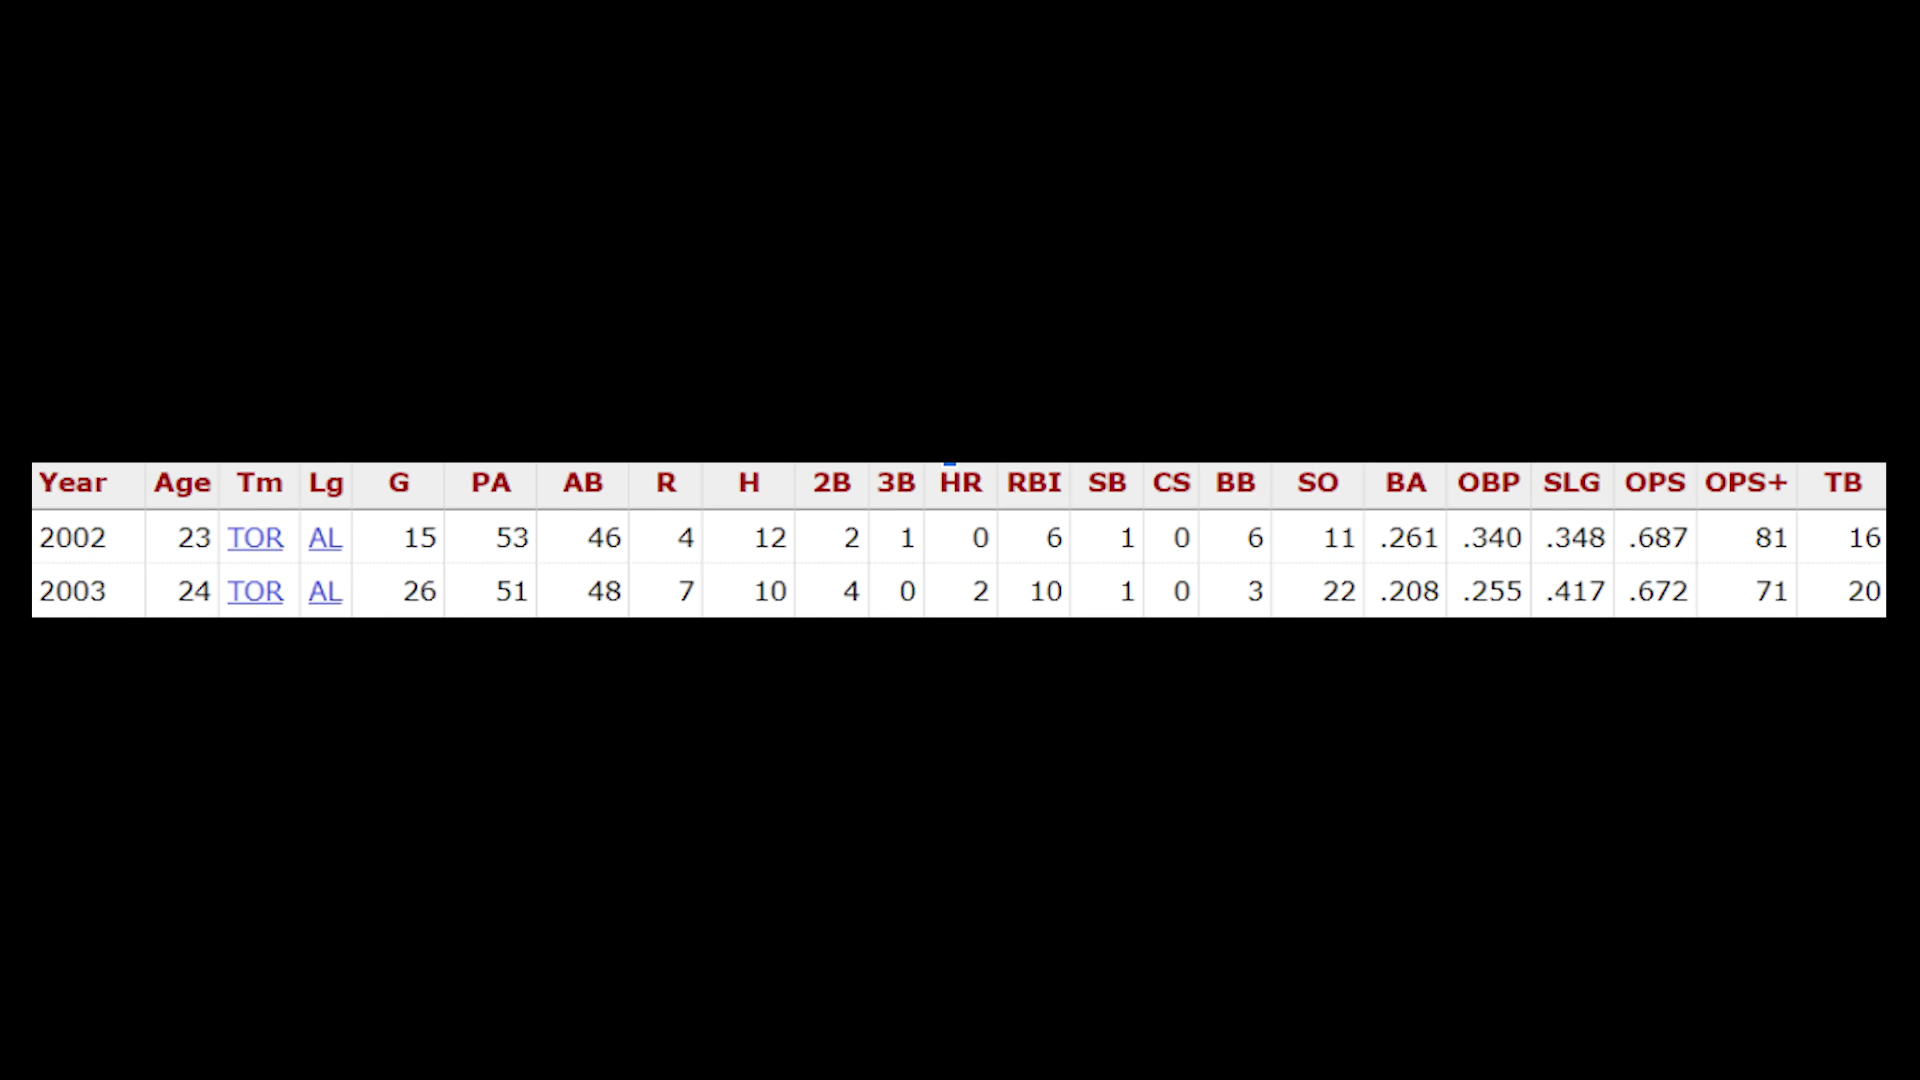 Year Age Tm Lg G PA AB R H 2B 3B HR RBI SB CS BB SO BA OBP SLG OPS OPS+ TB
2002 23 TOR AL 15 53 46 4 12 2 1 0 6 1 0 6 11 .261 .340 .348 .687 81 16
2003 24 TOR AL 26 51 48 7 10 4 0 2 10 1 0 3 22 .208 .255 .417 .672 71 20